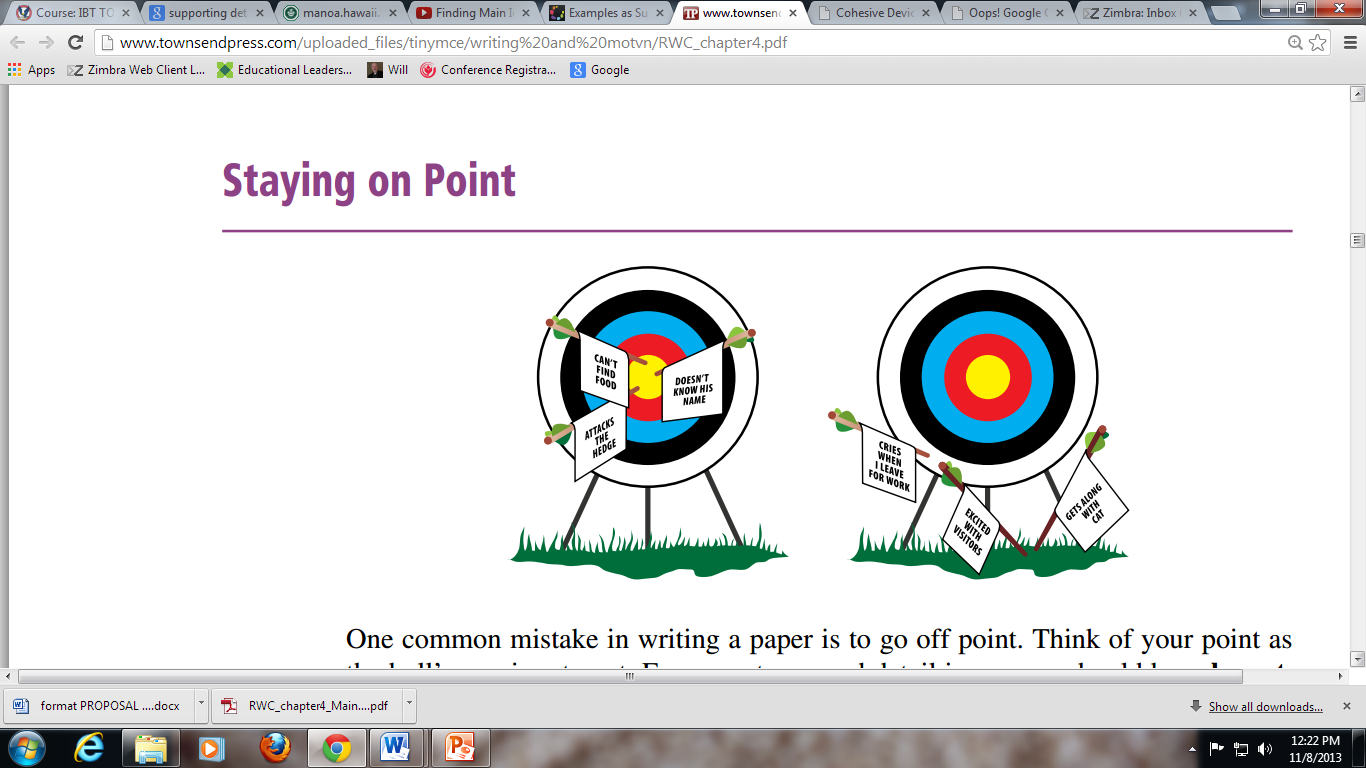 Course: IBT TO
supporting det
manoa.hawaii.
Finding Main I
Examples as Su
www.townsen
Cohesive Devic
Oops! Google C
Zimbra: Inbox
www.townsendpress.com/uploaded_files/tinymce/writing%20and%20motvn/RWC_chapter4.pdf
Apps
Zimbra Web Client L...
Educational Leaders...
Will
Conference Registra...
Google
Staying on Point
CAN'T
FIND
FOOD
DOESN'T
KNOW HIS
NAME
ATTACKS
THE
HEDGE
CRIES
WHEN
I LEAVE
FOR WORK
EXCITED
WITH
VISITORS
GETS ALONG
WITH
CAT
One common mistake in writing a paper is to go off point. Think of your point as
format PROPOSAL ....docx
RWC_chapter4_Main....pdf
Show all downloads...
12:22 PM
11/8/2013